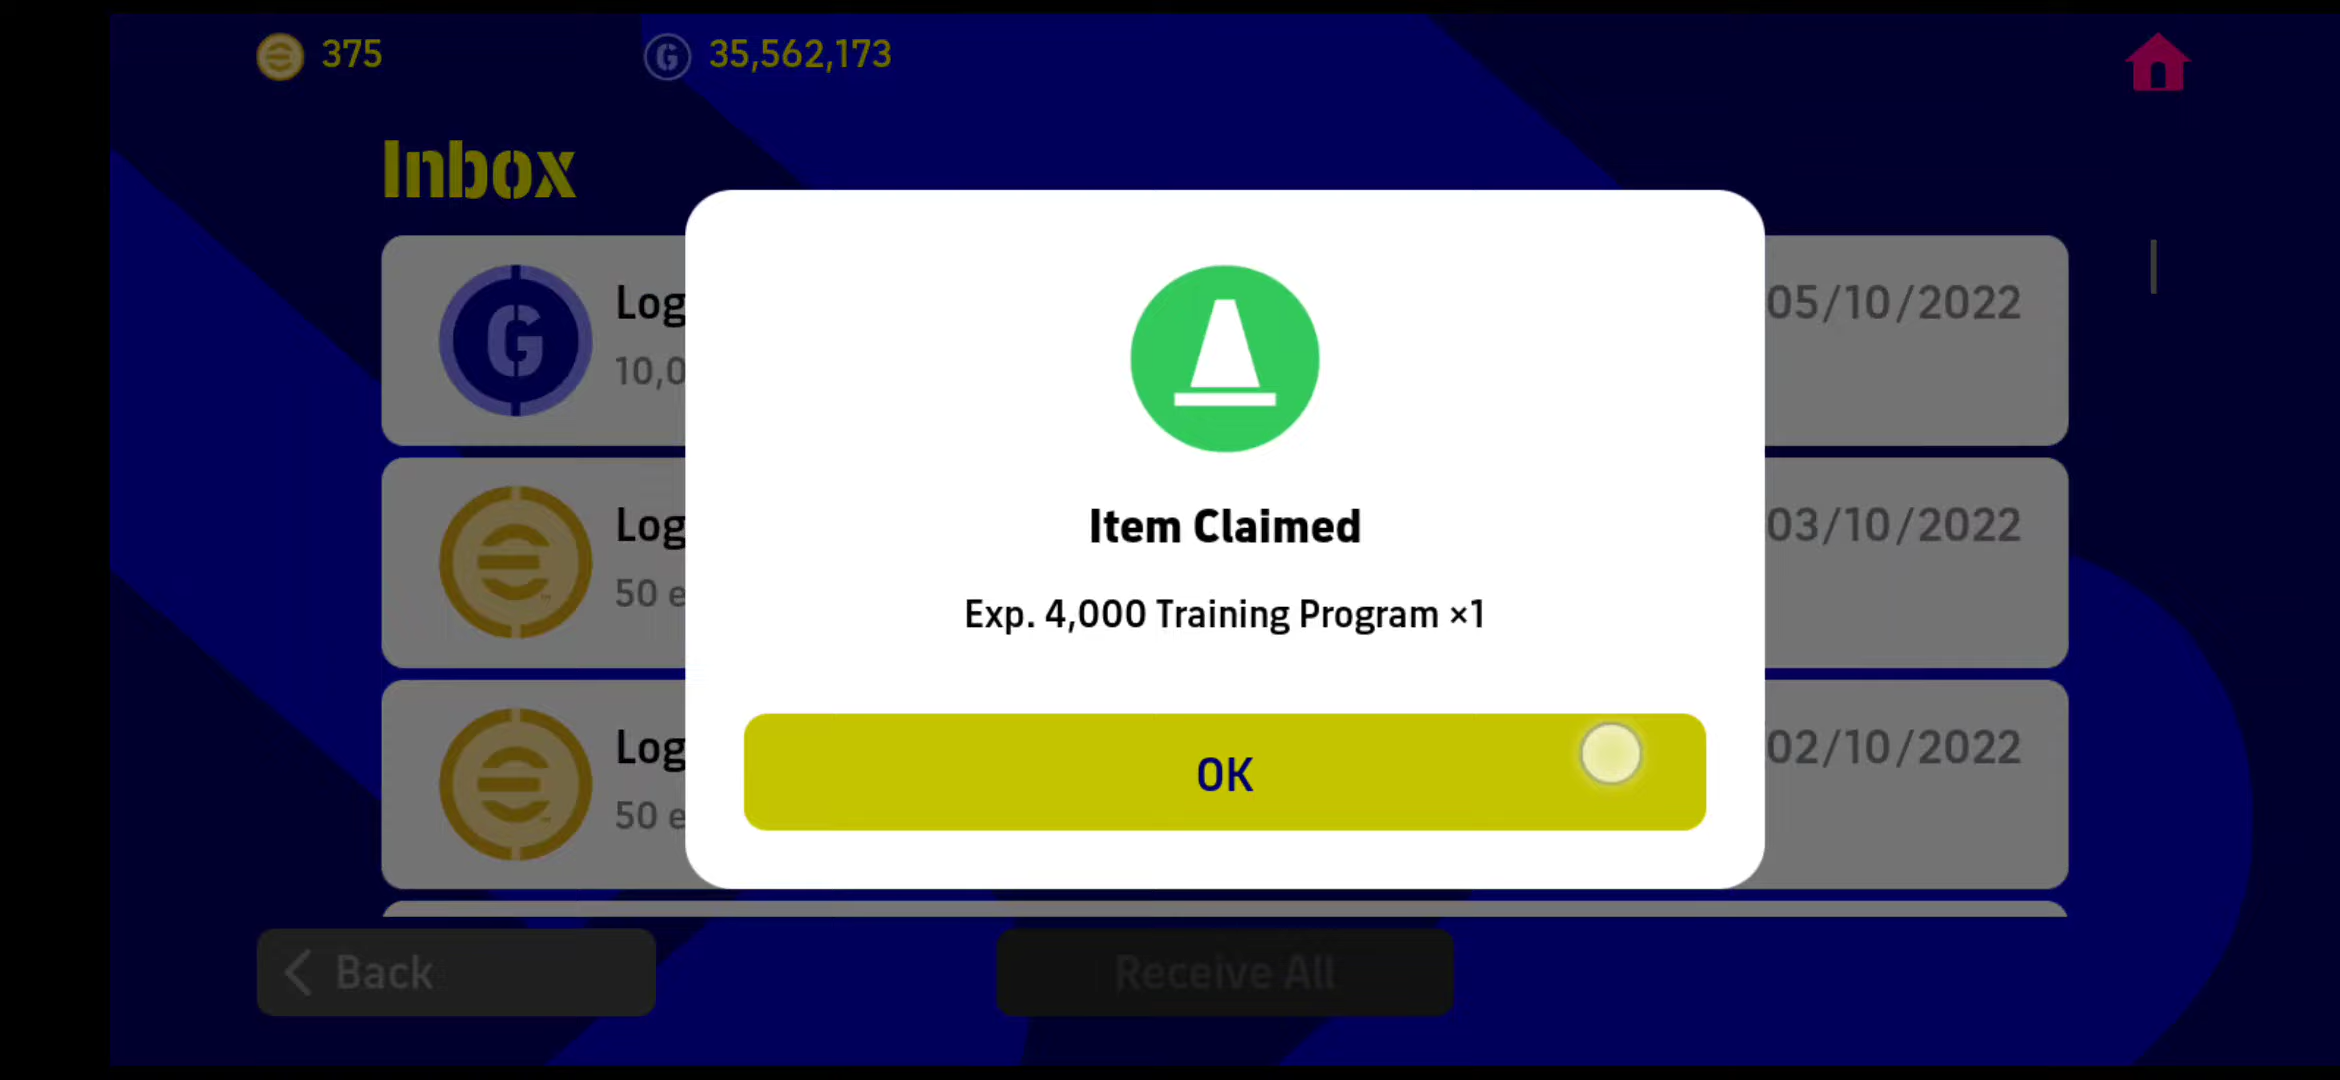 375
35,562,173
Inbox
Log
10,0
05/10/2022
Log
50 e
03/10/2022
Log
50 e
02/10/2022
Item Claimed
Exp. 4,000 Training Program ×1
OK
Back
Receive All